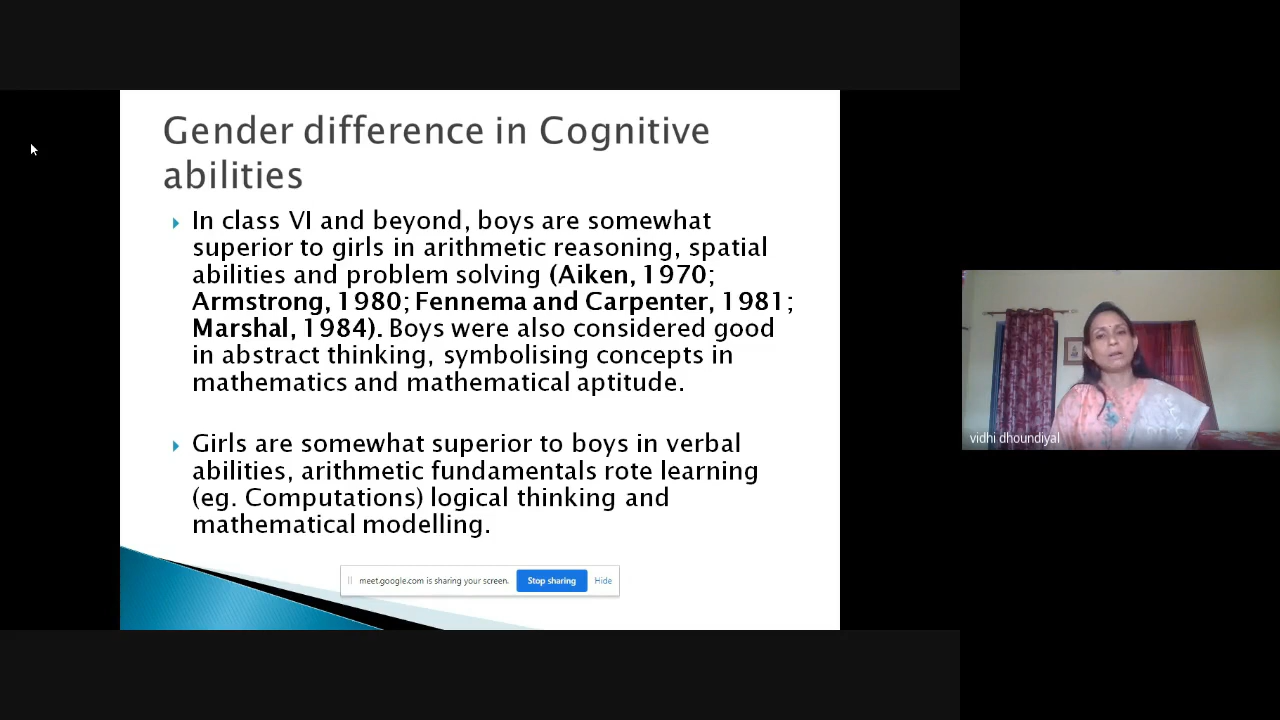 Gender difference in Cognitive
abilities
In class VI and beyond, boys are somewhat
superior to girls in arithmetic reasoning, spatial
abilities and problem solving (Aiken, 1970;
Armstrong, 1980; Fennema and Carpenter, 1981;
Marshal, 1984). Boys were also considered good
in abstract thinking, symbolising concepts in
mathematics and mathematical aptitude.
Girls are somewhat superior to boys in verbal
abilities, arithmetic fundamentals rote learning
(eg. Computations) logical thinking and
mathematical modelling.
meet.google.com is sharing your screen. Stop sharing Hide
vidhi dhoundiyal